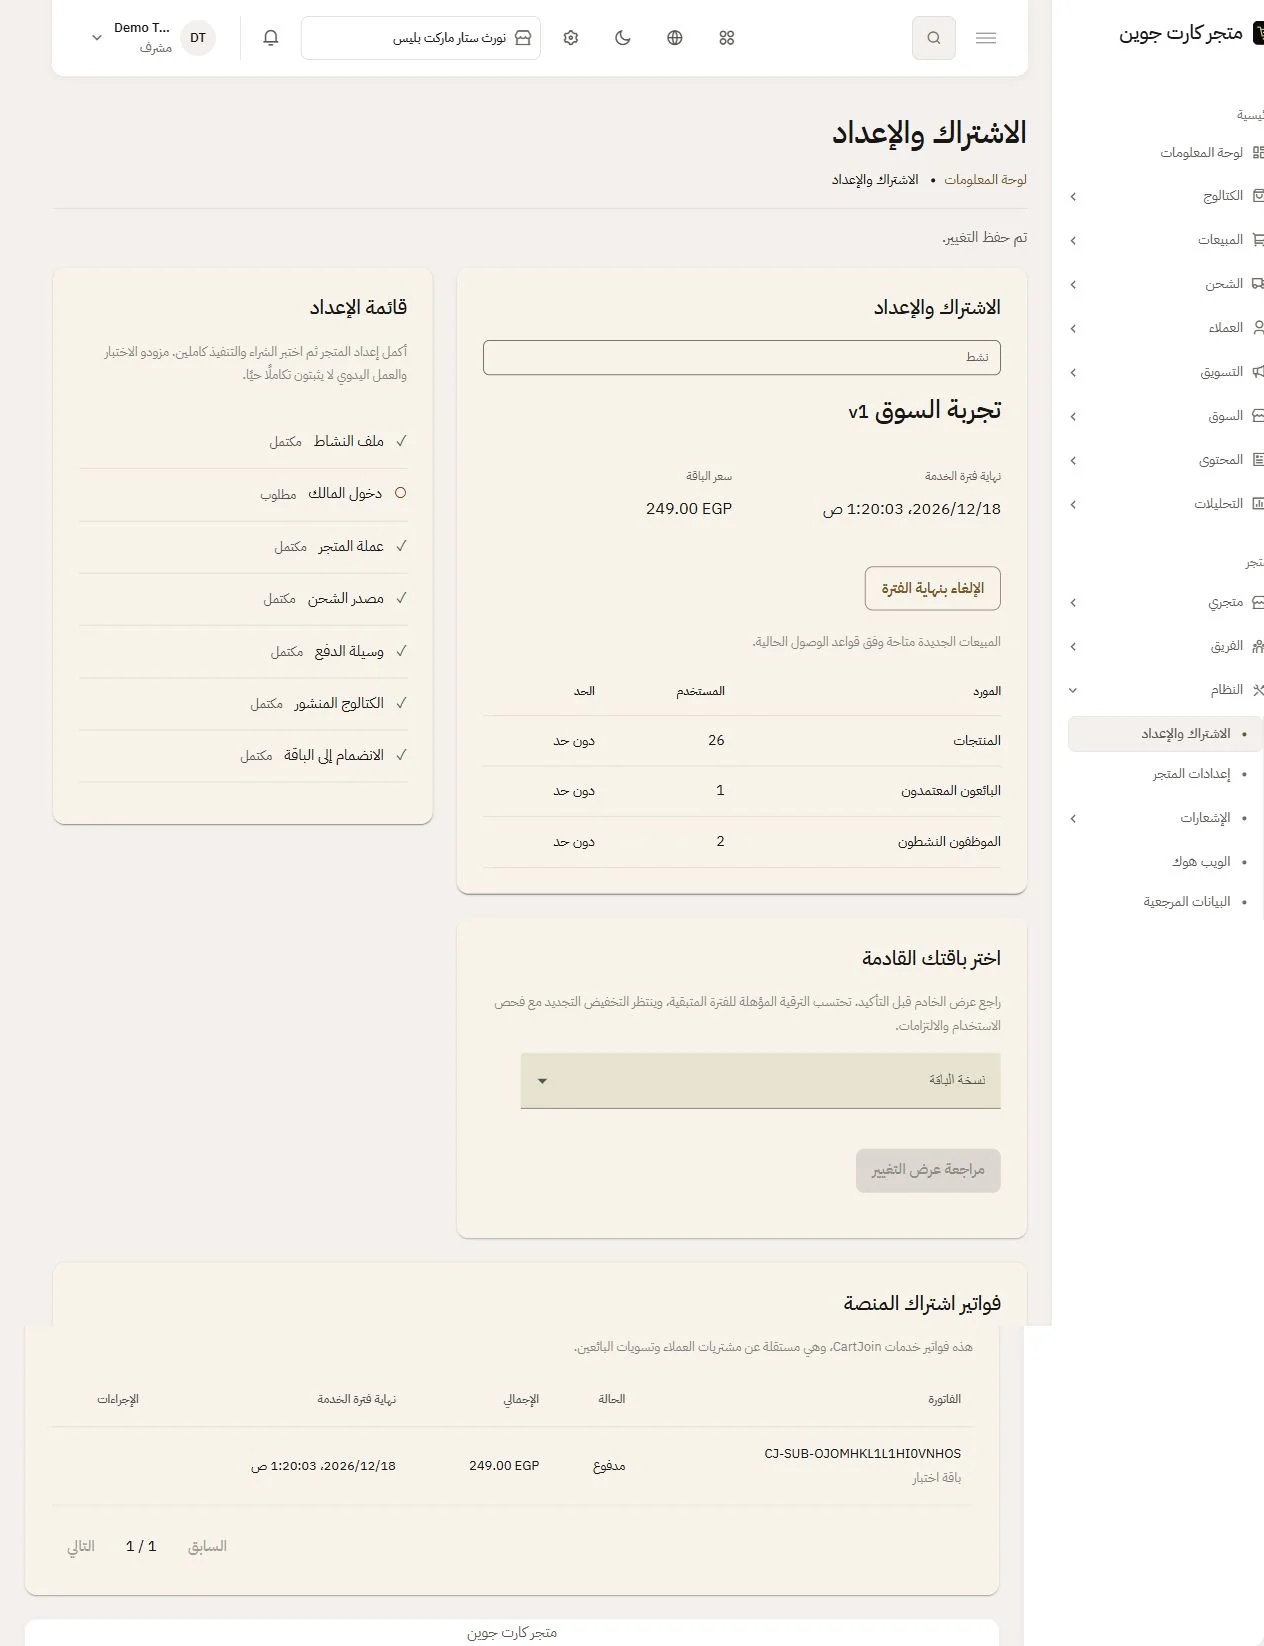 متجر كارت جوين
نورث ستار ماركت بليس
DT
Demo T...
مشرف
لوحة المعلومات
الكتالوج
المبيعات
الشحن
العملاء
التسويق
السوق
المحتوى
التحليلات
متجري
الفريق
النظام
الاشتراك والإعداد
إعدادات المتجر
الإشعارات
الويب هوك
البيانات المرجعية
الاشتراك والإعداد
لوحة المعلومات • الاشتراك والإعداد
تم حفظ التغيير.
الاشتراك والإعداد
نشط
تجربة السوق v1
نهاية فترة الخدمة
سعر الباقة
2026/12/18، 1:20:03 ص
249.00 EGP
الإلغاء بنهاية الفترة
المبيعات الجديدة متاحة وفق قواعد الوصول الحالية.
المورد المستخدم الحد
المنتجات 26 دون حد
البائعون المعتمدون 1 دون حد
الموظفون النشطون 2 دون حد
قائمة الإعداد
أكمل إعداد المتجر ثم اختبر الشراء والتنفيذ كاملين. مزودو الاختبار
والعمل اليدوي لا يثبتون تكاملًا حيًا.
ملف النشاط مكتمل
دخول المالك مطلوب
عملة المتجر مكتمل
مصدر الشحن مكتمل
وسيلة الدفع مكتمل
الكتالوج المنشور مكتمل
الانضمام إلى الباقة مكتمل
اختر باقتك القادمة
راجع عرض الخادم قبل التأكيد. تحتسب الترقية المؤهلة للفترة المتبقية، وينتظر التخفيض التجديد مع فحص
الاستخدام والالتزامات.
نسخة الباقة
مراجعة عرض التغيير
فواتير اشتراك المنصة
هذه فواتير خدمات CartJoin، وهي مستقلة عن مشتريات العملاء وتسويات البائعين.
الفاتورة الحالة الإجمالي نهاية فترة الخدمة الإجراءات
CJ-SUB-OJOMHKL1L1HI0VNHOS
باقة اختبار
مدفوع
249.00 EGP
2026/12/18، 1:20:03 ص
السابق 1 / 1 التالي
متجر كارت جوين